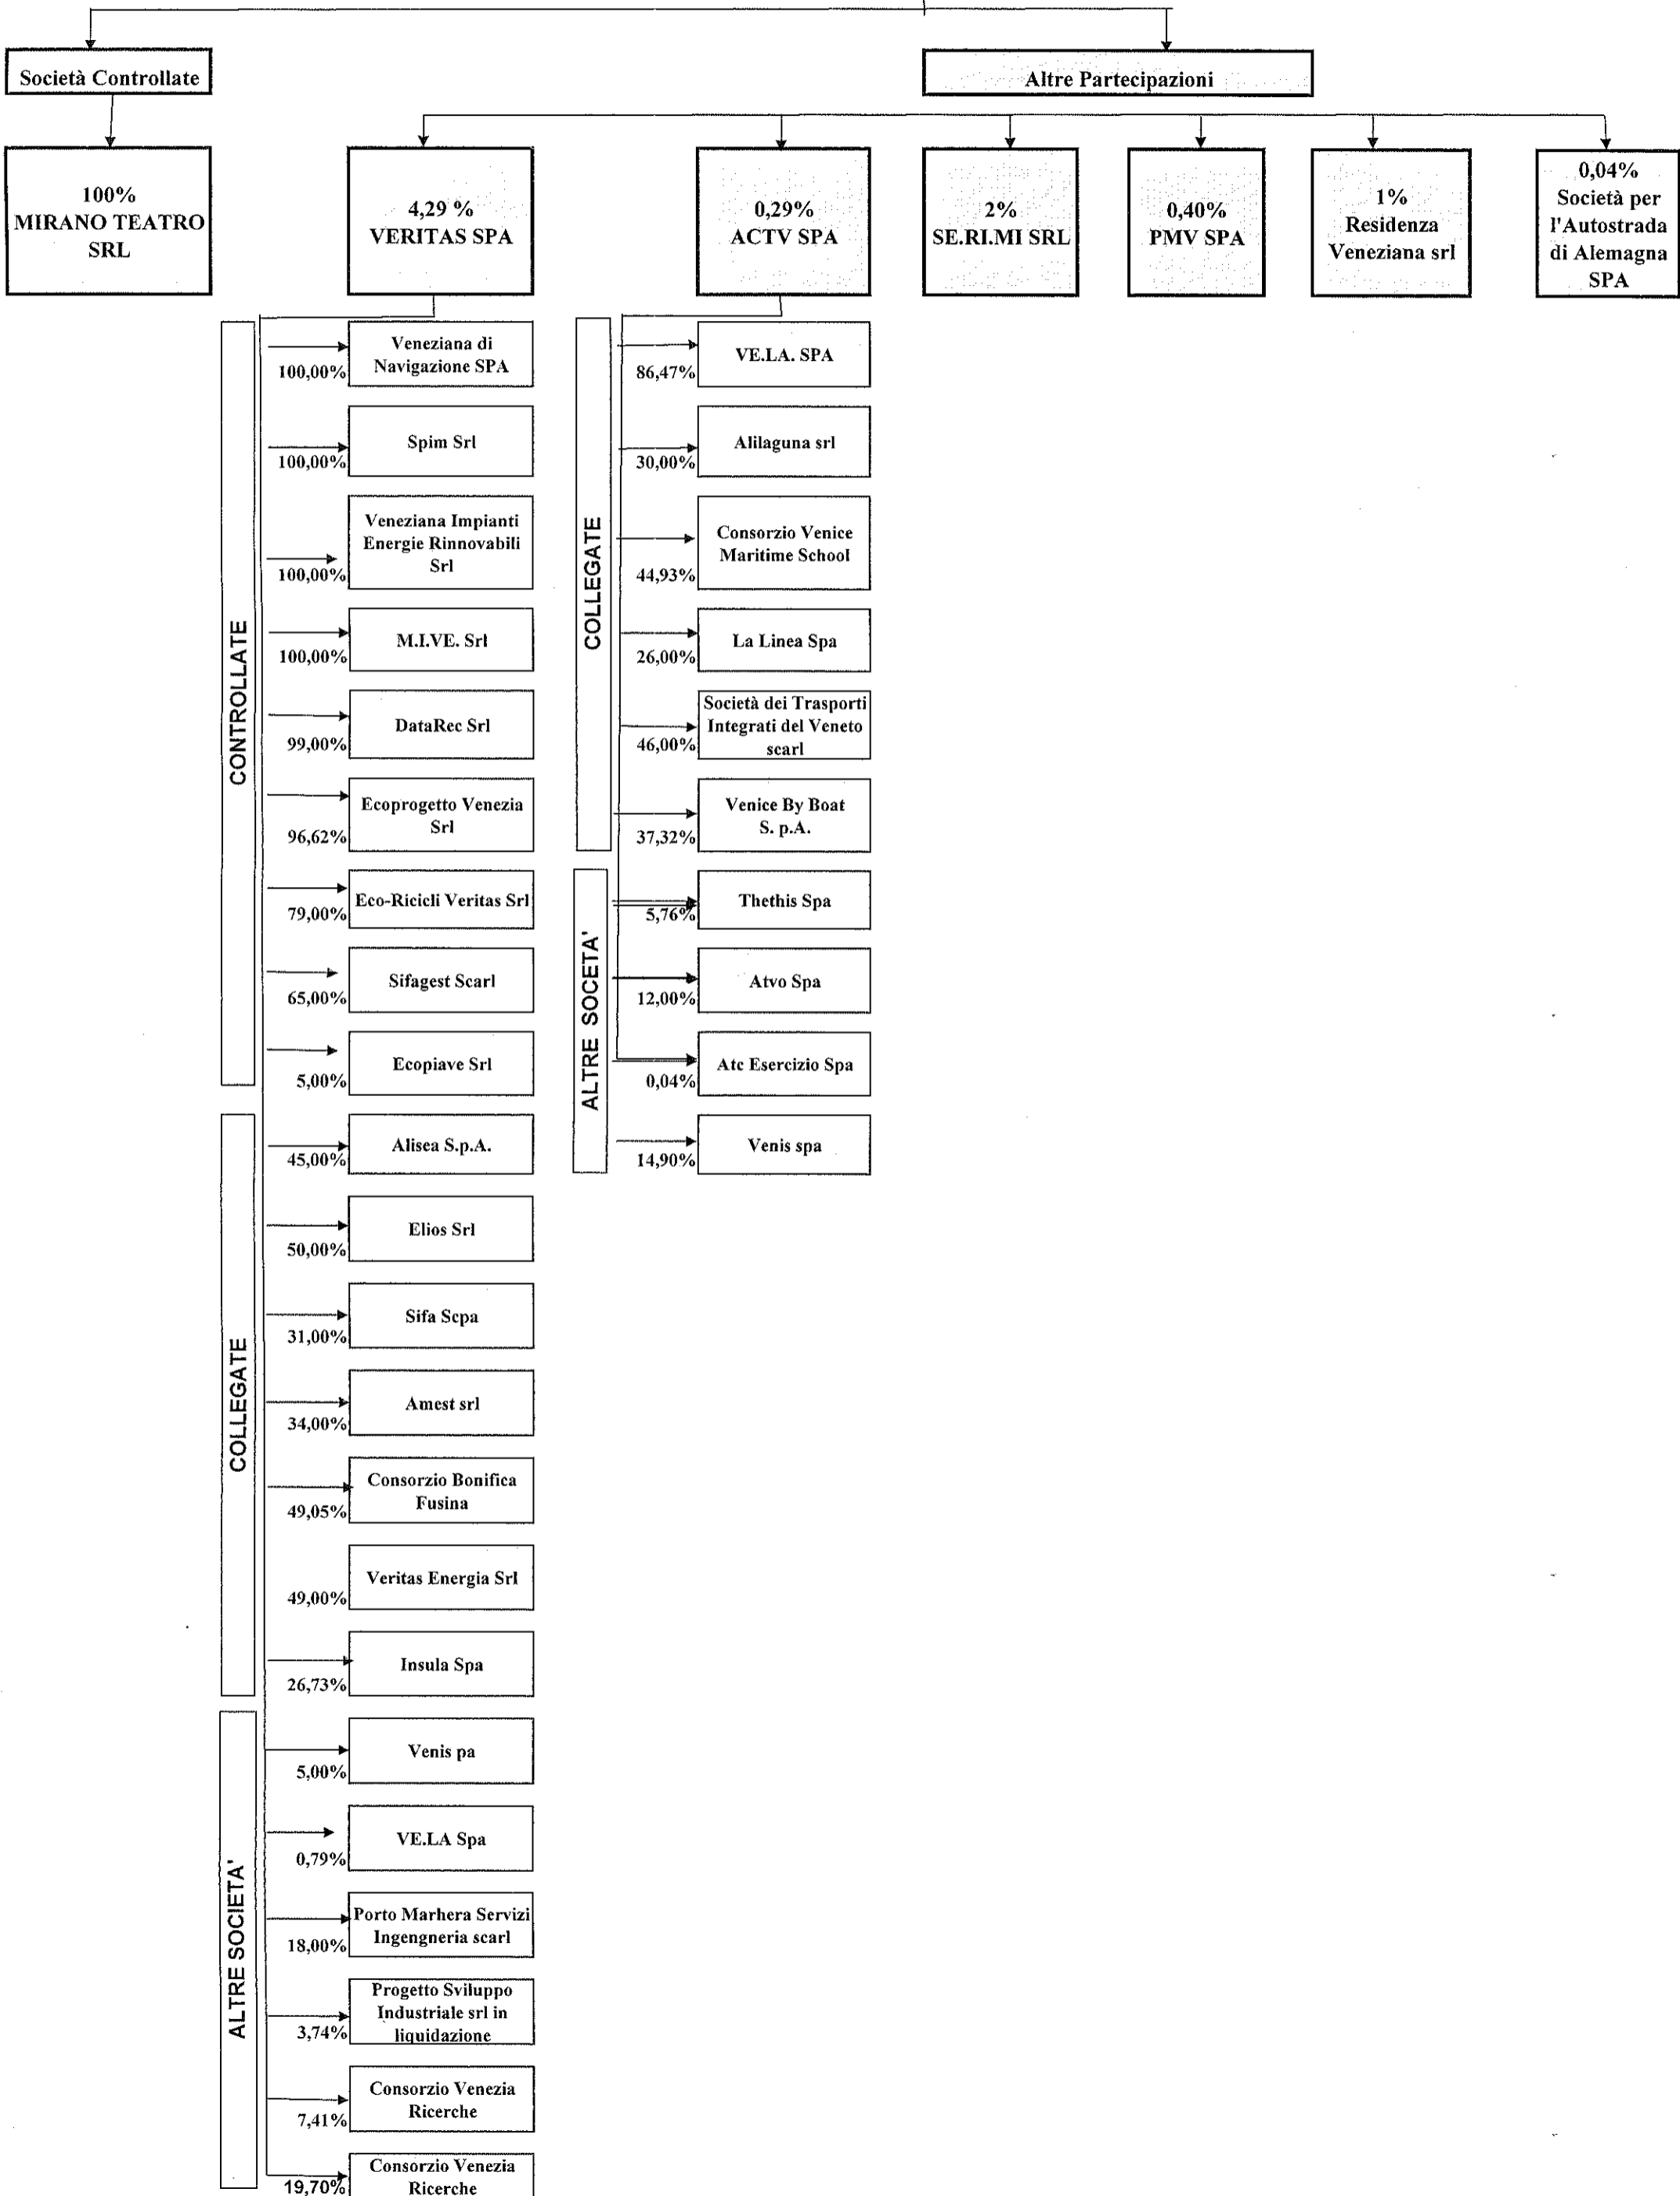 Società Controllate
Altre Partecipazioni
100%
MIRANO TEATRO
SRL
4,29 %
VERITAS SPA
0,29%
ACTV SPA
2%
SE.RI.MI SRL
0,40%
PMV SPA
1%
Residenza
Veneziana srl
0,04%
Società per
l'Autostrada
di Alemagna
SPA
CONTROLLATE
100,00%
Veneziana di
Navigazione SPA
100,00%
Spim Srl
100,00%
Veneziana Impianti
Energie Rinnovabili
Srl
100,00%
M.I.VE. Srl
99,00%
DataRec Srl
96,62%
Ecoprogetto Venezia
Srl
79,00%
Eco-Ricicli Veritas Srl
65,00%
Sifagest Scarl
5,00%
Ecopiave Srl
COLLEGATE
45,00%
Alisea S.p.A.
50,00%
Elios Srl
31,00%
Sifa Scpa
34,00%
Amest srl
49,05%
Consorzio Bonifica
Fusina
49,00%
Veritas Energia Srl
26,73%
Insula Spa
ALTRE SOCIETA'
5,00%
Venis pa
0,79%
VE.LA Spa
18,00%
Porto Marhera Servizi
Ingengneria scarl
3,74%
Progetto Sviluppo
Industriale srl in
liquidazione
7,41%
Consorzio Venezia
Ricerche
19,70%
Consorzio Venezia
Ricerche
COLLEGATE
86,47%
VE.LA. SPA
30,00%
Alilaguna srl
44,93%
Consorzio Venice
Maritime School
26,00%
La Linea Spa
46,00%
Società dei Trasporti
Integrati del Veneto
scarl
37,32%
Venice By Boat
S. p.A.
ALTRE SOCETA'
5,76%
Thethis Spa
12,00%
Atvo Spa
0,04%
Atc Esercizio Spa
14,90%
Venis spa